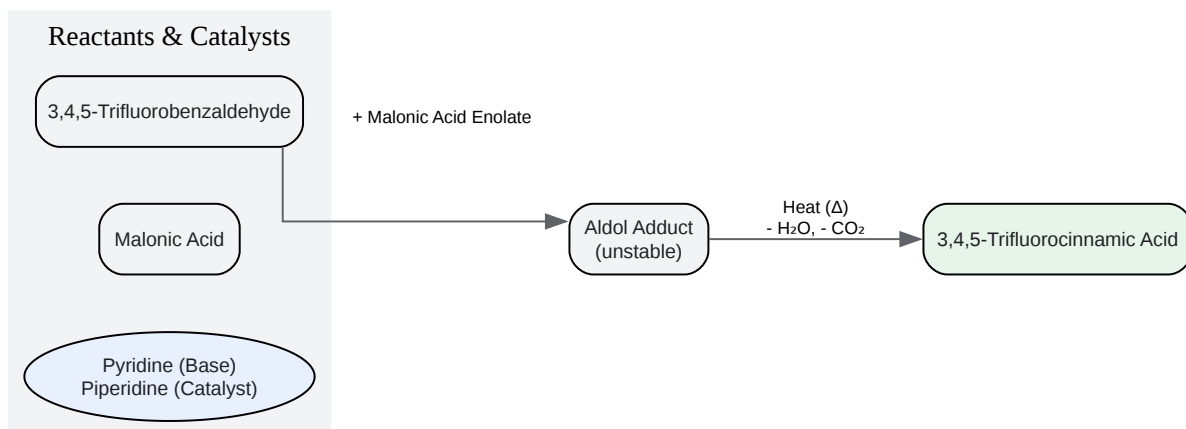 Reactants & Catalysts
3,4,5-Trifluorobenzaldehyde
+ Malonic Acid Enolate
Malonic Acid
Aldol Adduct
(unstable)
Heat (Δ)
- H₂O, - CO₂
3,4,5-Trifluorocinnamic Acid
Pyridine (Base)
Piperidine (Catalyst)